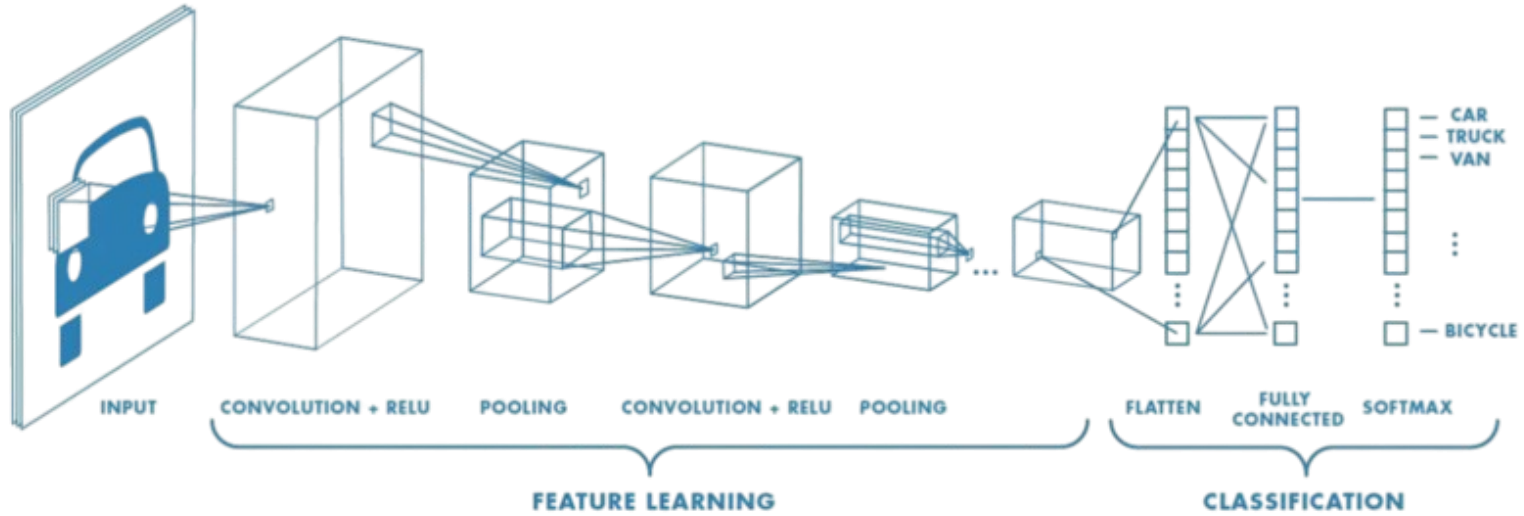 CAR
TRUCK
VAN
BICYCLE
INPUT
CONVOLUTION + RELU
POOLING
CONVOLUTION + RELU
POOLING
FLATTEN
FULLY
CONNECTED
SOFTMAX
FEATURE LEARNING
CLASSIFICATION